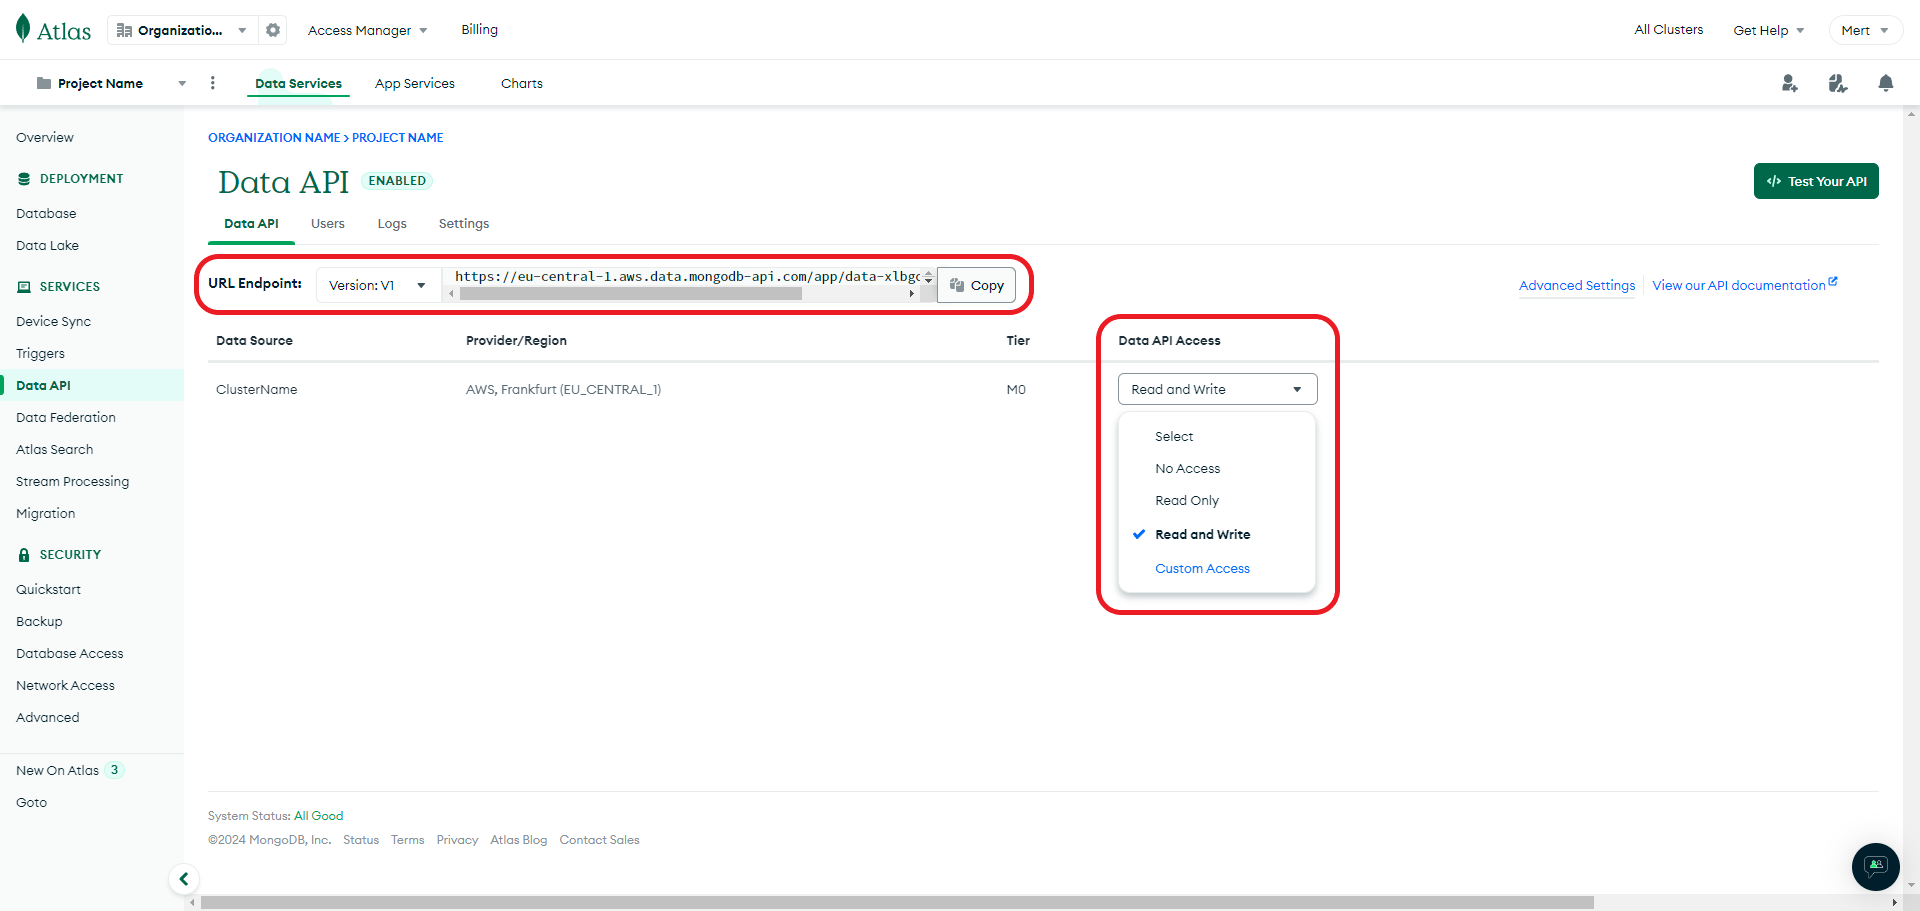 Atlas
Organizatio...
Access Manager
Billing
All Clusters
Get Help
Mert
Project Name
Data Services
App Services
Charts
Overview
DEPLOYMENT
Database
Data Lake
SERVICES
Device Sync
Triggers
Data API
Data Federation
Atlas Search
Stream Processing
Migration
SECURITY
Quickstart
Backup
Database Access
Network Access
Advanced
New On Atlas 3
Goto
ORGANIZATION NAME > PROJECT NAME
Data API ENABLED
</> Test Your API
Data API Users Logs Settings
URL Endpoint: Version: V1 https://eu-central-1.aws.data.mongodb-api.com/app/data-xlbgc Copy
Advanced Settings View our API documentation
Data Source Provider/Region Tier Data API Access
ClusterName AWS, Frankfurt (EU_CENTRAL_1) M0 Read and Write
Select
No Access
Read Only
Read and Write
Custom Access
System Status: All Good
©2024 MongoDB, Inc. Status Terms Privacy Atlas Blog Contact Sales